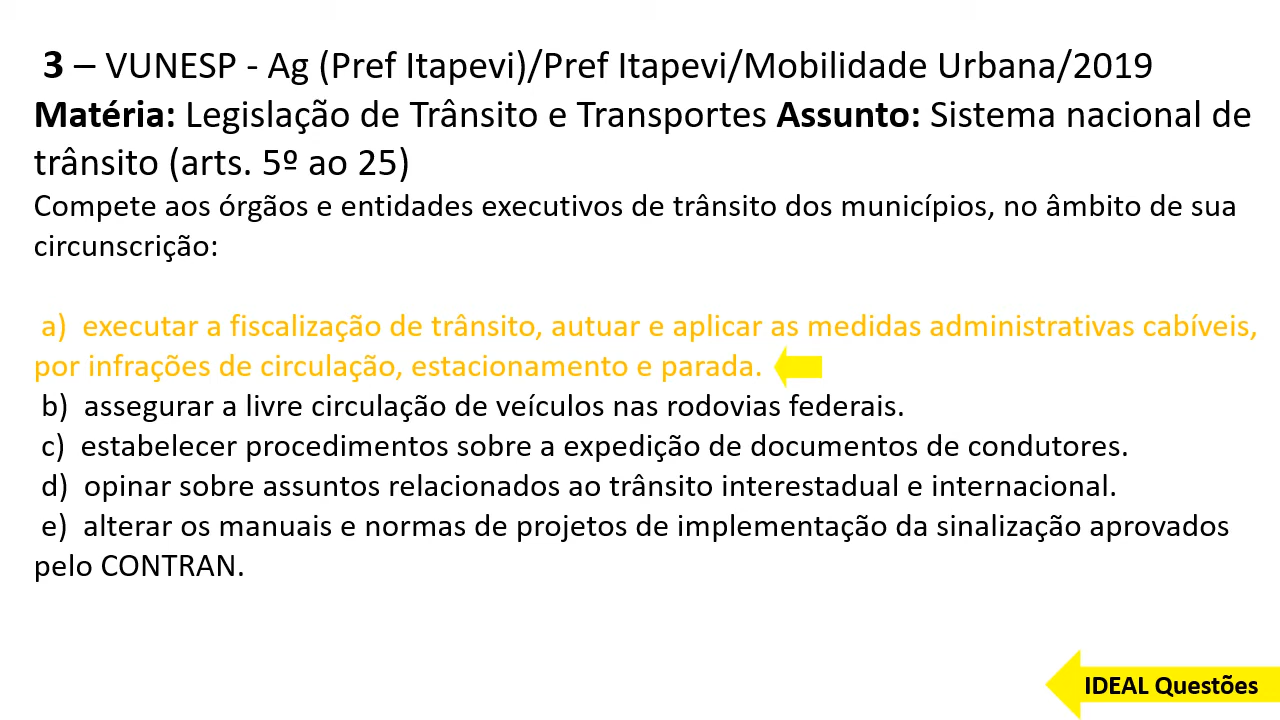 3 – VUNESP - Ag (Pref Itapevi)/Pref Itapevi/Mobilidade Urbana/2019
Matéria: Legislação de Trânsito e Transportes Assunto: Sistema nacional de
trânsito (arts. 5º ao 25)
Compete aos órgãos e entidades executivos de trânsito dos municípios, no âmbito de sua
circunscrição:
a) executar a fiscalização de trânsito, autuar e aplicar as medidas administrativas cabíveis,
por infrações de circulação, estacionamento e parada.
b) assegurar a livre circulação de veículos nas rodovias federais.
c) estabelecer procedimentos sobre a expedição de documentos de condutores.
d) opinar sobre assuntos relacionados ao trânsito interestadual e internacional.
e) alterar os manuais e normas de projetos de implementação da sinalização aprovados
pelo CONTRAN.
IDEAL Questões